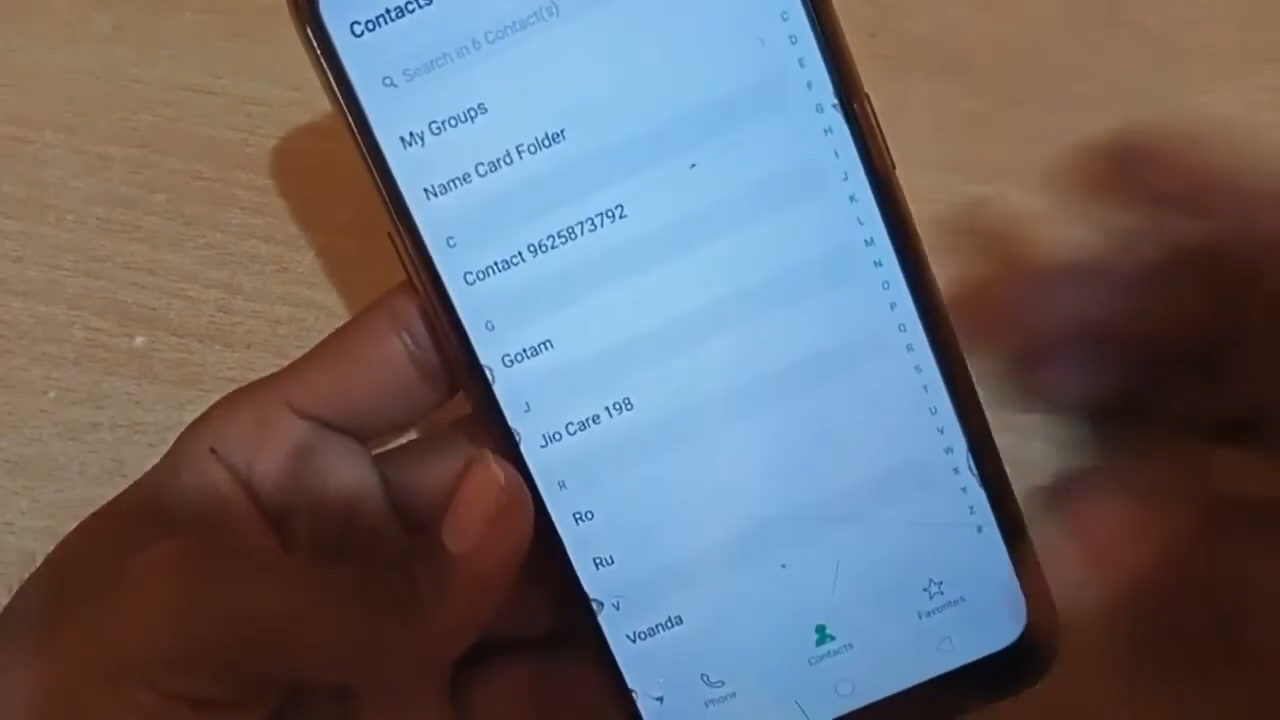 Contacts
Search in 6 Contact(s)
My Groups
Name Card Folder
C
Contact 9625873792
G
Gotam
J
Jio Care 198
R
Ro
Ru
V
Voanda
C
D
E
F
G
H
I
J
K
L
M
N
O
P
Q
R
S
T
U
V
W
X
Y
Z
#
Phone
Contacts
Favorites